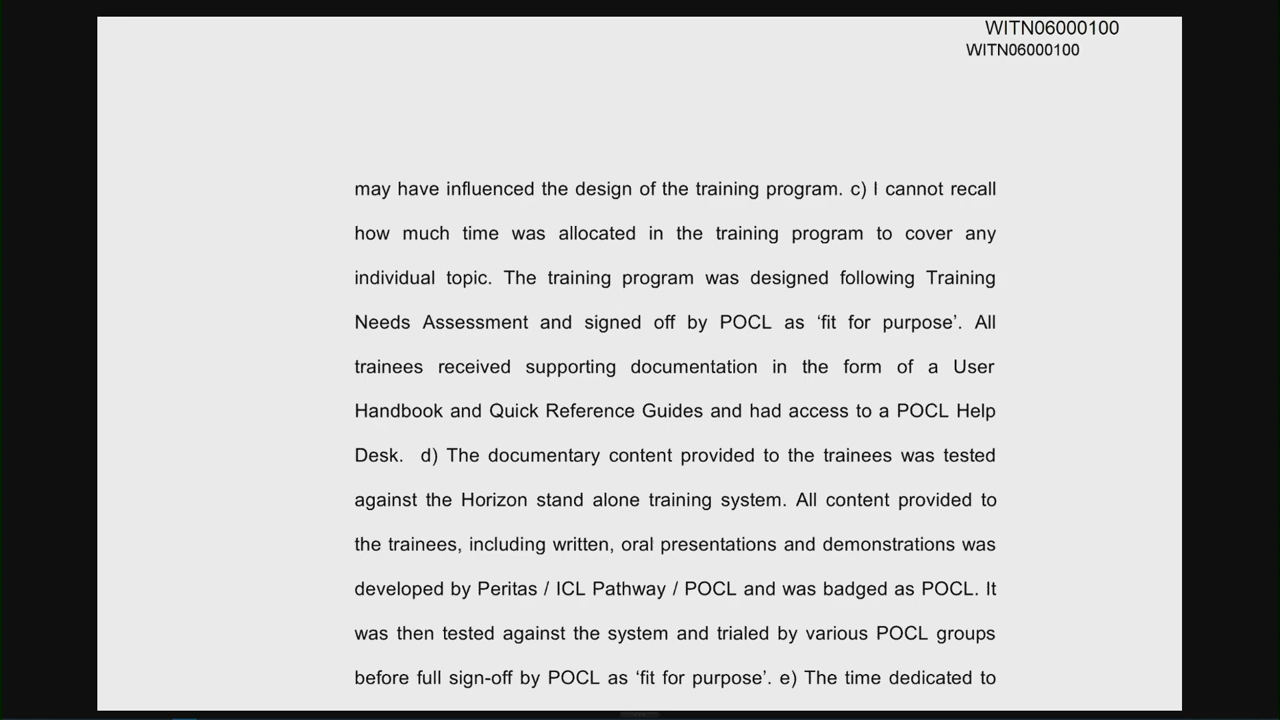 WITN06000100
WITN06000100
may have influenced the design of the training program. c) I cannot recall
how much time was allocated in the training program to cover any
individual topic. The training program was designed following Training
Needs Assessment and signed off by POCL as ‘fit for purpose’. All
trainees received supporting documentation in the form of a User
Handbook and Quick Reference Guides and had access to a POCL Help
Desk. d) The documentary content provided to the trainees was tested
against the Horizon stand alone training system. All content provided to
the trainees, including written, oral presentations and demonstrations was
developed by Peritas / ICL Pathway / POCL and was badged as POCL. It
was then tested against the system and trialed by various POCL groups
before full sign-off by POCL as ‘fit for purpose’. e) The time dedicated to